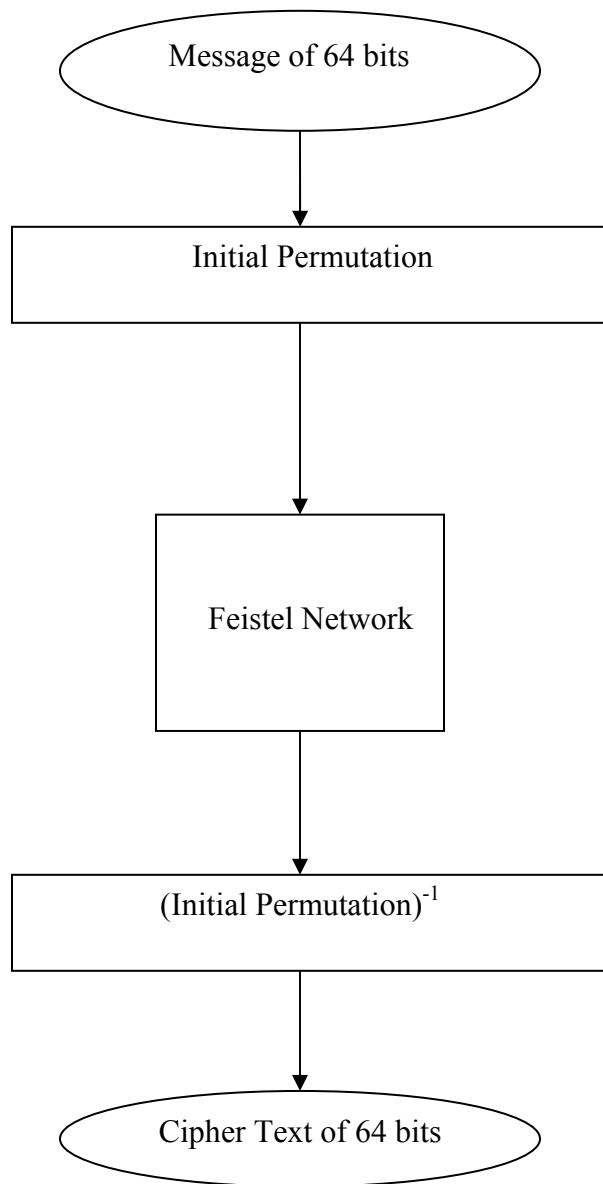 Message of 64 bits
Initial Permutation
Feistel Network
(Initial Permutation)⁻¹
Cipher Text of 64 bits